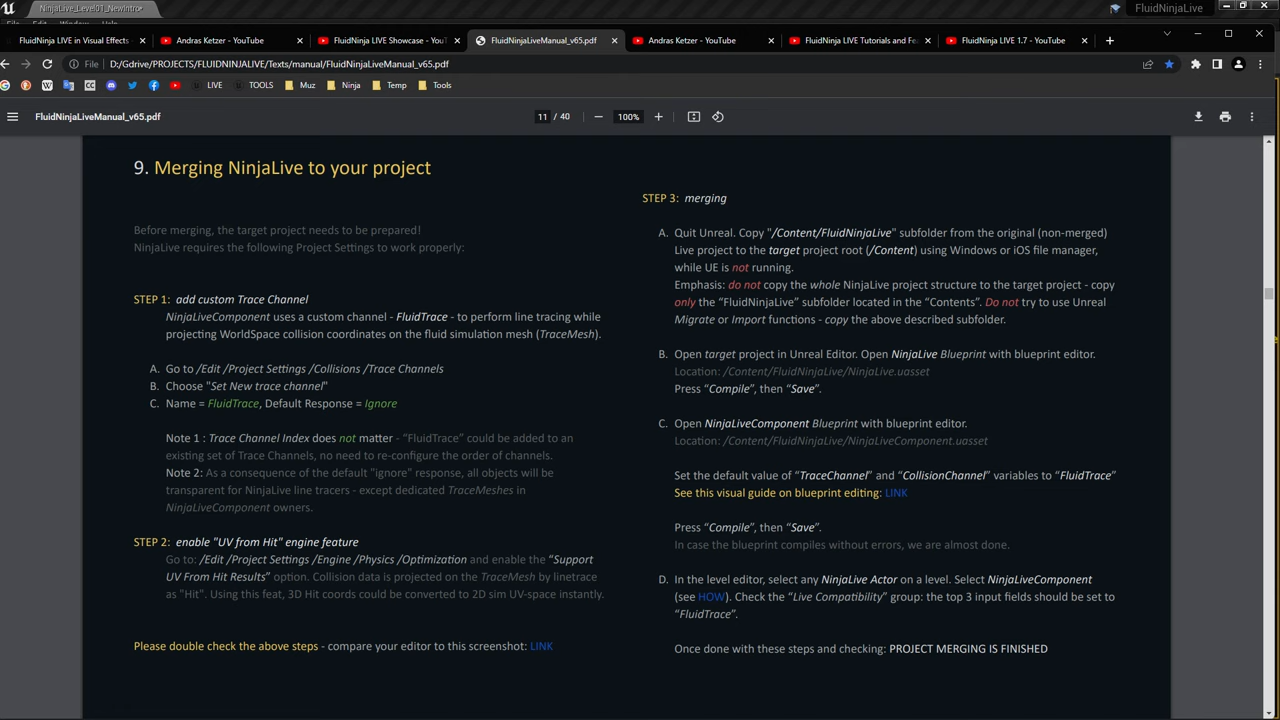 NinjaLive_Level01_NewIntro
FluidNinjaLive
File Edit Window Help
FluidNinja LIVE in Visual Effects -
Andras Ketzer - YouTube
FluidNinja LIVE Showcase - YouT
FluidNinjaLiveManual_v65.pdf
Andras Ketzer - YouTube
FluidNinja LIVE Tutorials and Fea
FluidNinja LIVE 1.7 - YouTube
File D:/Gdrive/PROJECTS/FLUIDNINJALIVE/Texts/manual/FluidNinjaLiveManual_v65.pdf
LIVE TOOLS Muz Ninja Temp Tools
FluidNinjaLiveManual_v65.pdf
11 / 40
100%
9. Merging NinjaLive to your project
Before merging, the target project needs to be prepared!
NinjaLive requires the following Project Settings to work properly:
STEP 1: add custom Trace Channel
NinjaLiveComponent uses a custom channel - FluidTrace - to perform line tracing while
projecting WorldSpace collision coordinates on the fluid simulation mesh (TraceMesh).
A. Go to /Edit /Project Settings /Collisions /Trace Channels
B. Choose "Set New trace channel"
C. Name = FluidTrace, Default Response = Ignore
Note 1 : Trace Channel Index does not matter - “FluidTrace” could be added to an
existing set of Trace Channels, no need to re-configure the order of channels.
Note 2: As a consequence of the default "ignore" response, all objects will be
transparent for NinjaLive line tracers - except dedicated TraceMeshes in
NinjaLiveComponent owners.
STEP 2: enable "UV from Hit" engine feature
Go to: /Edit /Project Settings /Engine /Physics /Optimization and enable the “Support
UV From Hit Results” option. Collision data is projected on the TraceMesh by linetrace
as "Hit". Using this feat, 3D Hit coords could be converted to 2D sim UV-space instantly.
Please double check the above steps - compare your editor to this screenshot: LINK
STEP 3: merging
A. Quit Unreal. Copy "/Content/FluidNinjaLive" subfolder from the original (non-merged)
Live project to the target project root (/Content) using Windows or iOS file manager,
while UE is not running.
Emphasis: do not copy the whole NinjaLive project structure to the target project - copy
only the “FluidNinjaLive” subfolder located in the “Contents”. Do not try to use Unreal
Migrate or Import functions - copy the above described subfolder.
B. Open target project in Unreal Editor. Open NinjaLive Blueprint with blueprint editor.
Location: /Content/FluidNinjaLive/NinjaLive.uasset
Press “Compile”, then “Save”.
C. Open NinjaLiveComponent Blueprint with blueprint editor.
Location: /Content/FluidNinjaLive/NinjaLiveComponent.uasset
Set the default value of “TraceChannel” and “CollisionChannel” variables to “FluidTrace”
See this visual guide on blueprint editing: LINK
Press “Compile”, then “Save”.
In case the blueprint compiles without errors, we are almost done.
D. In the level editor, select any NinjaLive Actor on a level. Select NinjaLiveComponent
(see HOW). Check the “Live Compatibility” group: the top 3 input fields should be set to
“FluidTrace”.
Once done with these steps and checking: PROJECT MERGING IS FINISHED